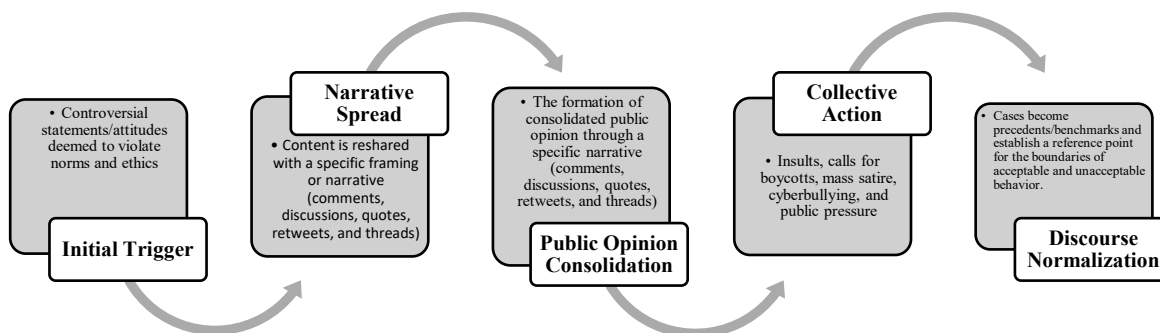 • Controversial
statements/attitudes
deemed to violate
norms and ethics
Initial Trigger
Narrative
Spread
• Content is reshared
with a specific framing
or narrative
(comments,
discussions, quotes,
retweets, and threads)
• The formation of
consolidated public
opinion through a
specific narrative
(comments,
discussions, quotes,
retweets, and threads)
Public Opinion
Consolidation
Collective
Action
• Insults, calls for
boycotts, mass satire,
cyberbullying, and
public pressure
• Cases become
precedents/benchmarks and
establish a reference point
for the boundaries of
acceptable and unacceptable
behavior.
Discourse
Normalization